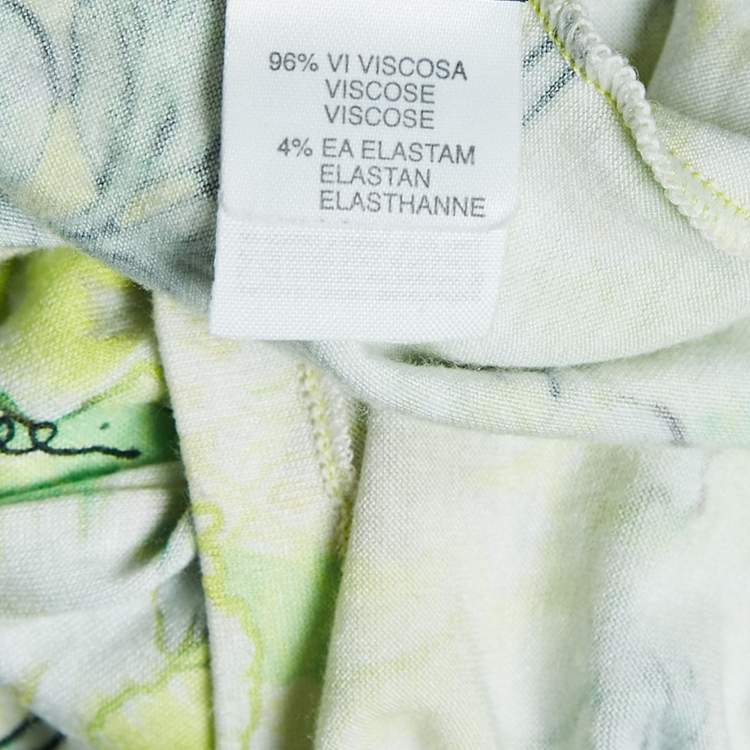 96% VI VISCOSA
VISCOSE
VISCOSE
4% EA ELASTAM
ELASTAN
ELASTHANNE